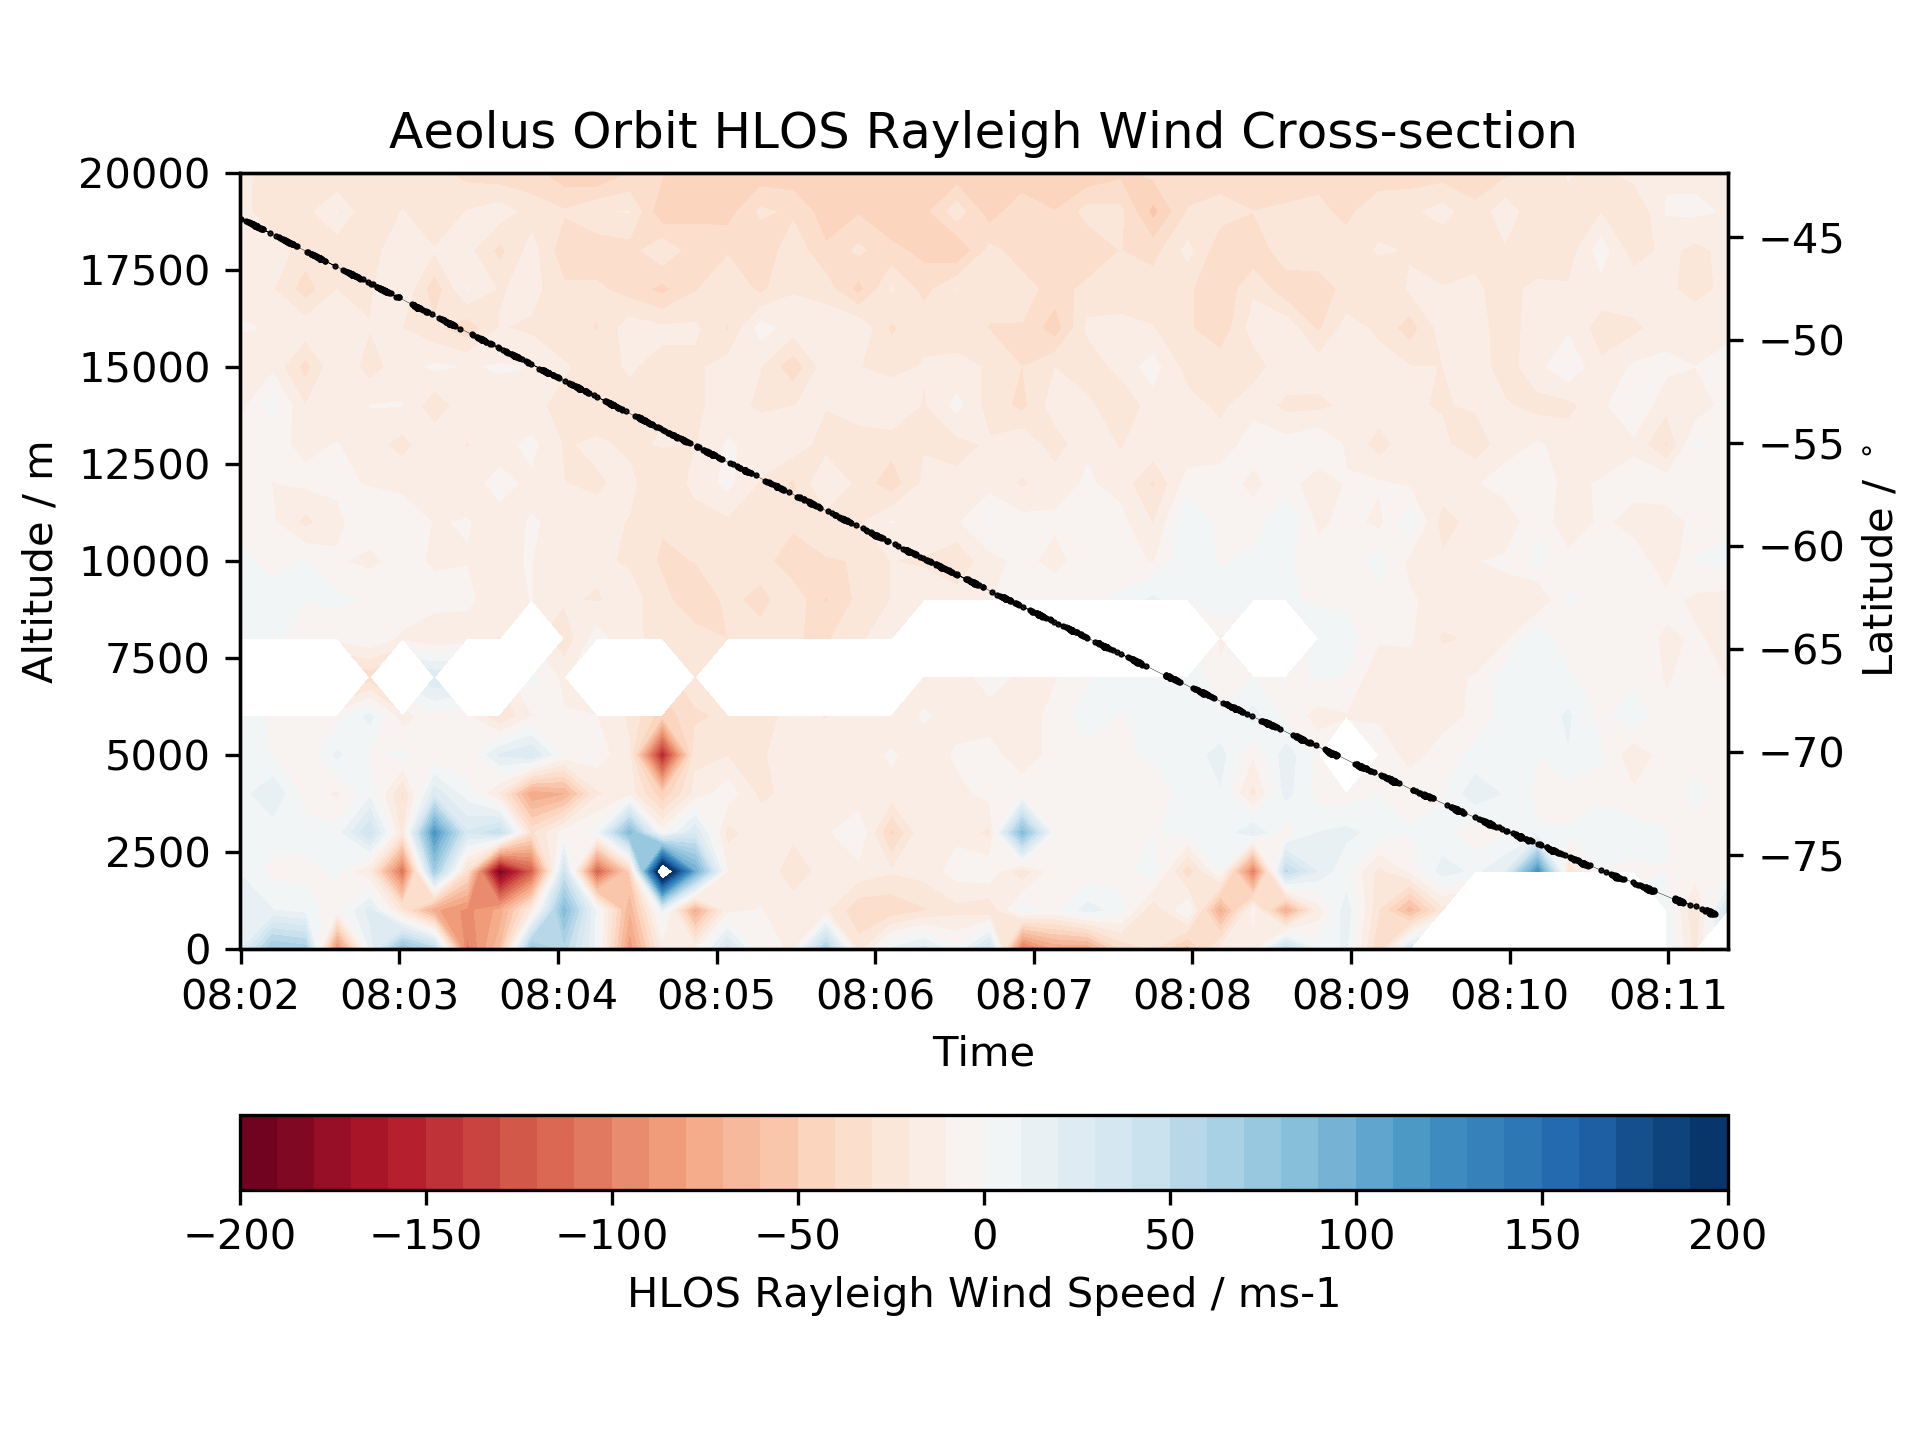 Aeolus Orbit HLOS Rayleigh Wind Cross-section
20000
17500
15000
12500
10000
7500
5000
2500
0
Altitude / m
−45
−50
−55
−60
−65
−70
−75
Latitude / °
08:02 08:03 08:04 08:05 08:06 08:07 08:08 08:09 08:10 08:11
Time
−200 −150 −100 −50 0 50 100 150 200
HLOS Rayleigh Wind Speed / ms-1